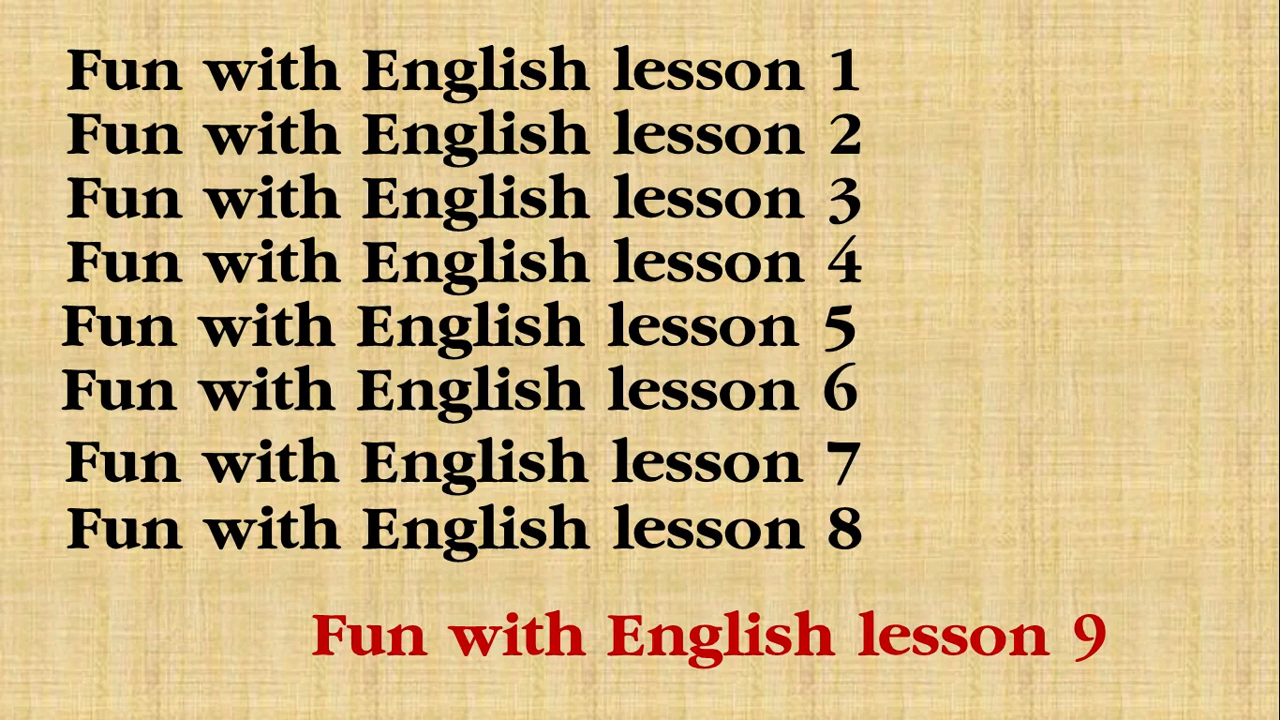 Fun with English lesson 1
Fun with English lesson 2
Fun with English lesson 3
Fun with English lesson 4
Fun with English lesson 5
Fun with English lesson 6
Fun with English lesson 7
Fun with English lesson 8
Fun with English lesson 9